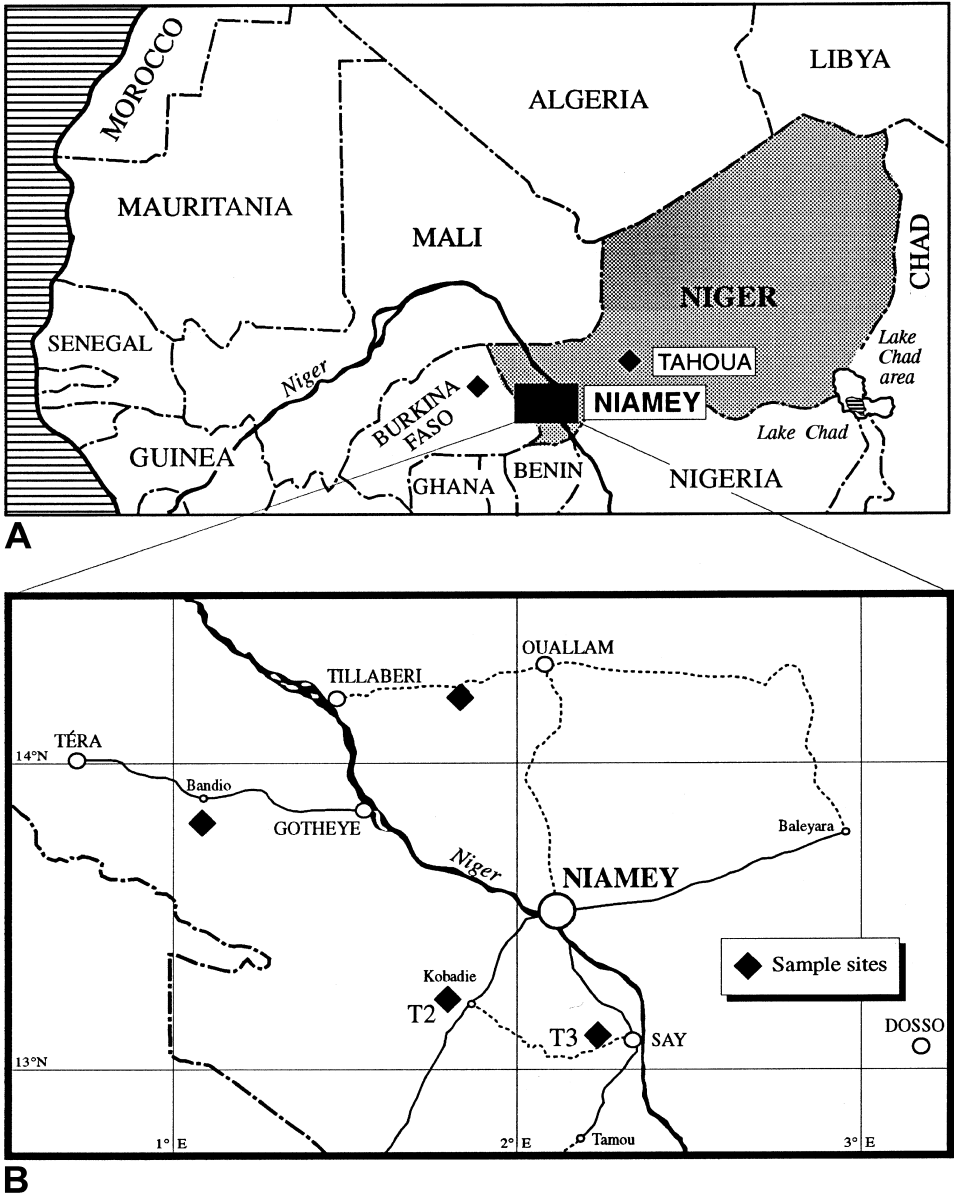 MOROCCO
LIBYA
ALGERIA
MAURITANIA
MALI
CHAD
NIGER
SENEGAL
Niger
TAHOUA
Lake
Chad
area
BURKINA
FASO
NIAMEY
Lake Chad
GUINEA
GHANA
BENIN
NIGERIA
A
OUALLAM
TILLABERI
TÉRA
14°N
Bandio
GOTHEYE
Baleyara
Niger
NIAMEY
Sample sites
Kobadie
T2
T3
SAY
DOSSO
13°N
1° E
2° E
Tamou
3° E
B